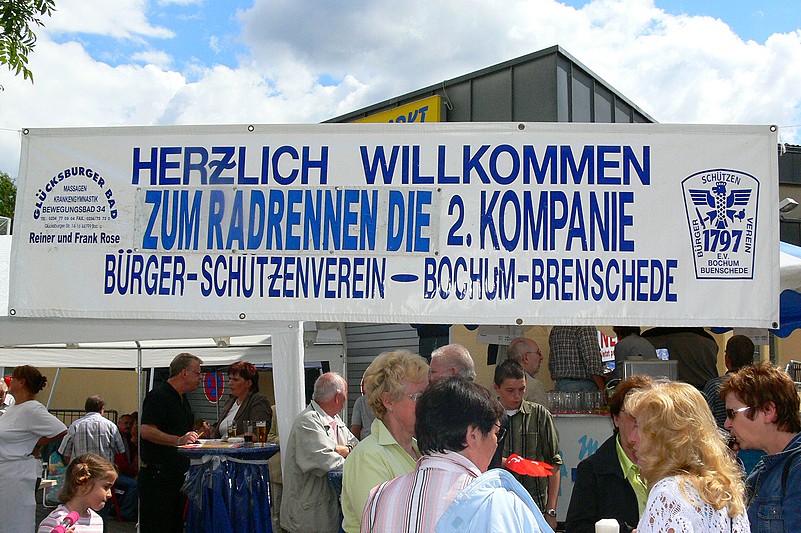 MARKT
HERZLICH WILLKOMMEN
ZUM RADRENNEN DIE 2. KOMPANIE
BÜRGER-SCHÜTZENVEREIN-BOCHUM-BRENSCHEDE
GLÜCKSBURGER BAD
MASSAGEN
KRANKENGYMNASTIK
BEWEGUNGSBAD 34
Reiner und Frank Rose
SCHÜTZEN
BÜRGER
VEREIN
1797
E.V.
BOCHUM
BUENSCHEDE